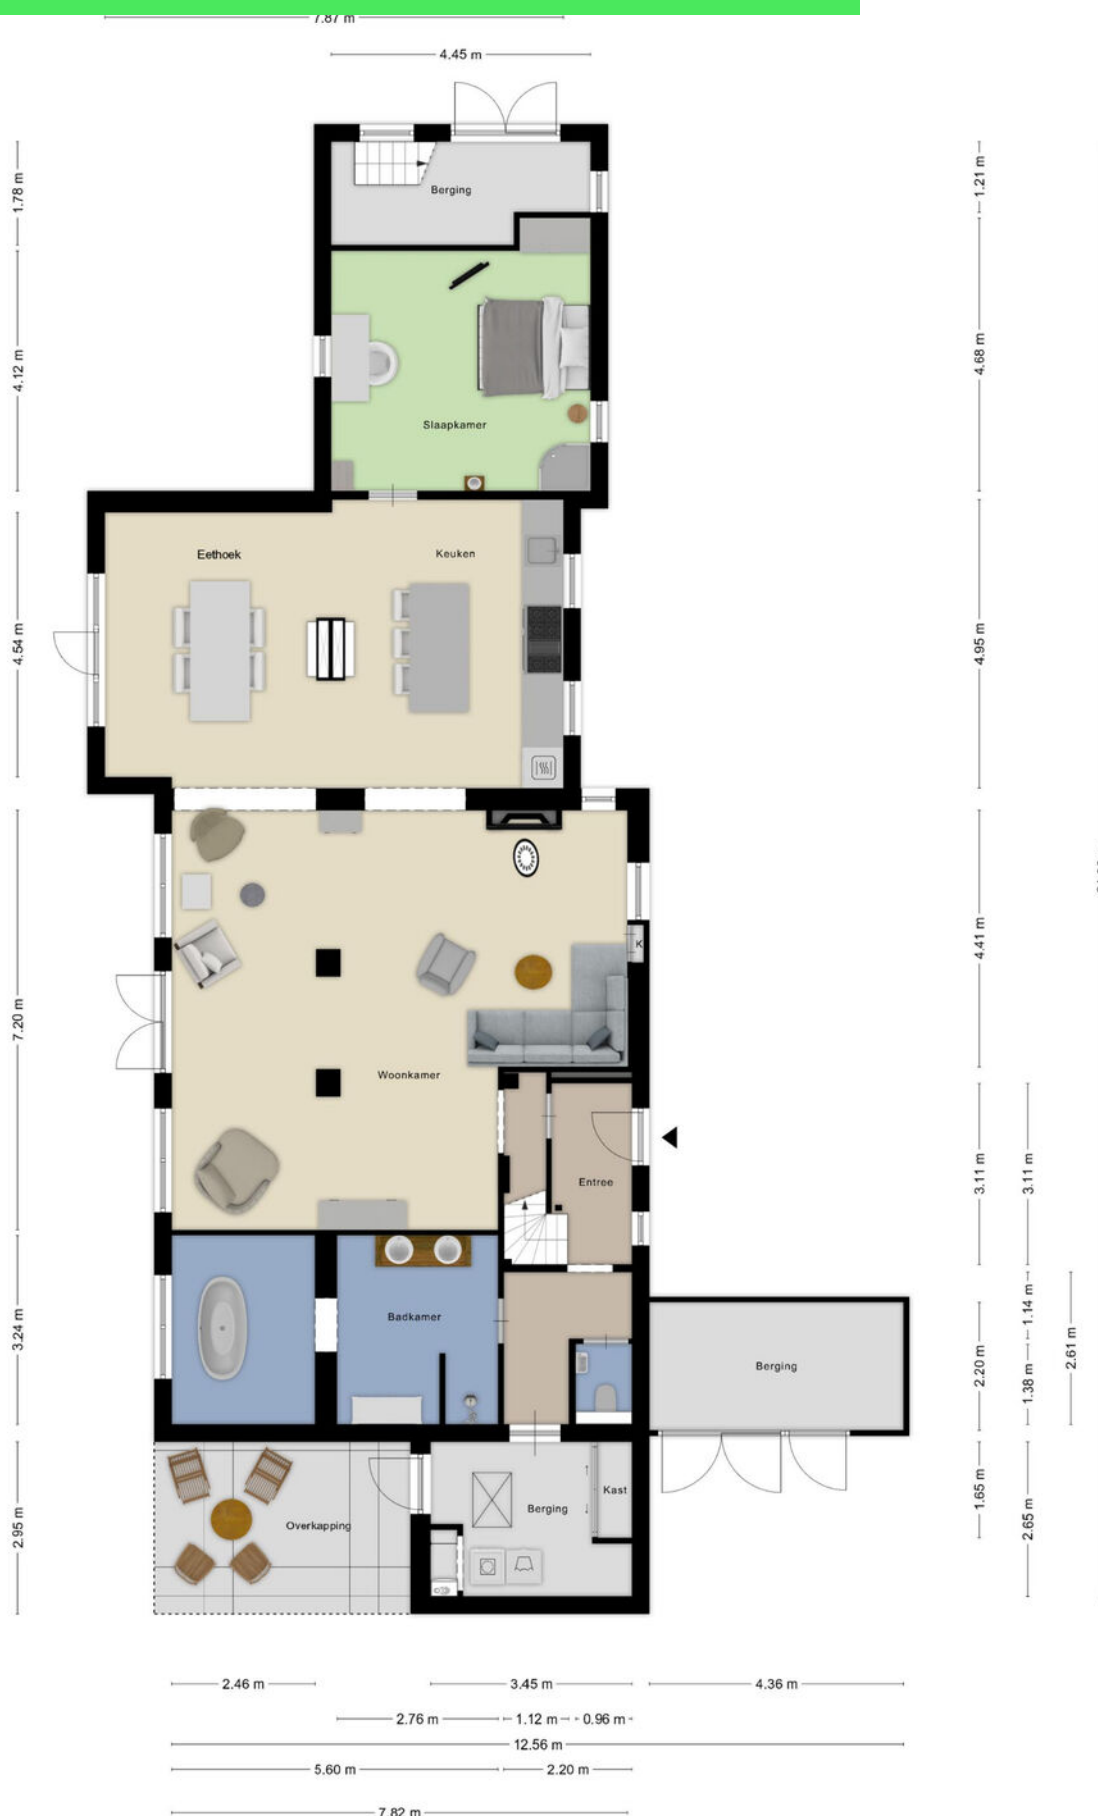 7.87 m
4.45 m
1.78 m
1.21 m
Berging
4.12 m
4.68 m
Slaapkamer
Eethoek
Keuken
4.54 m
4.95 m
K
4.41 m
7.20 m
Woonkamer
Entree
3.11 m
3.11 m
Badkamer
3.24 m
Berging
2.20 m
1.14 m
1.38 m
2.61 m
Kast
Berging
Overkapping
2.95 m
1.65 m
2.65 m
2.46 m
3.45 m
4.36 m
2.76 m
1.12 m
0.96 m
12.56 m
5.60 m
2.20 m
7.82 m